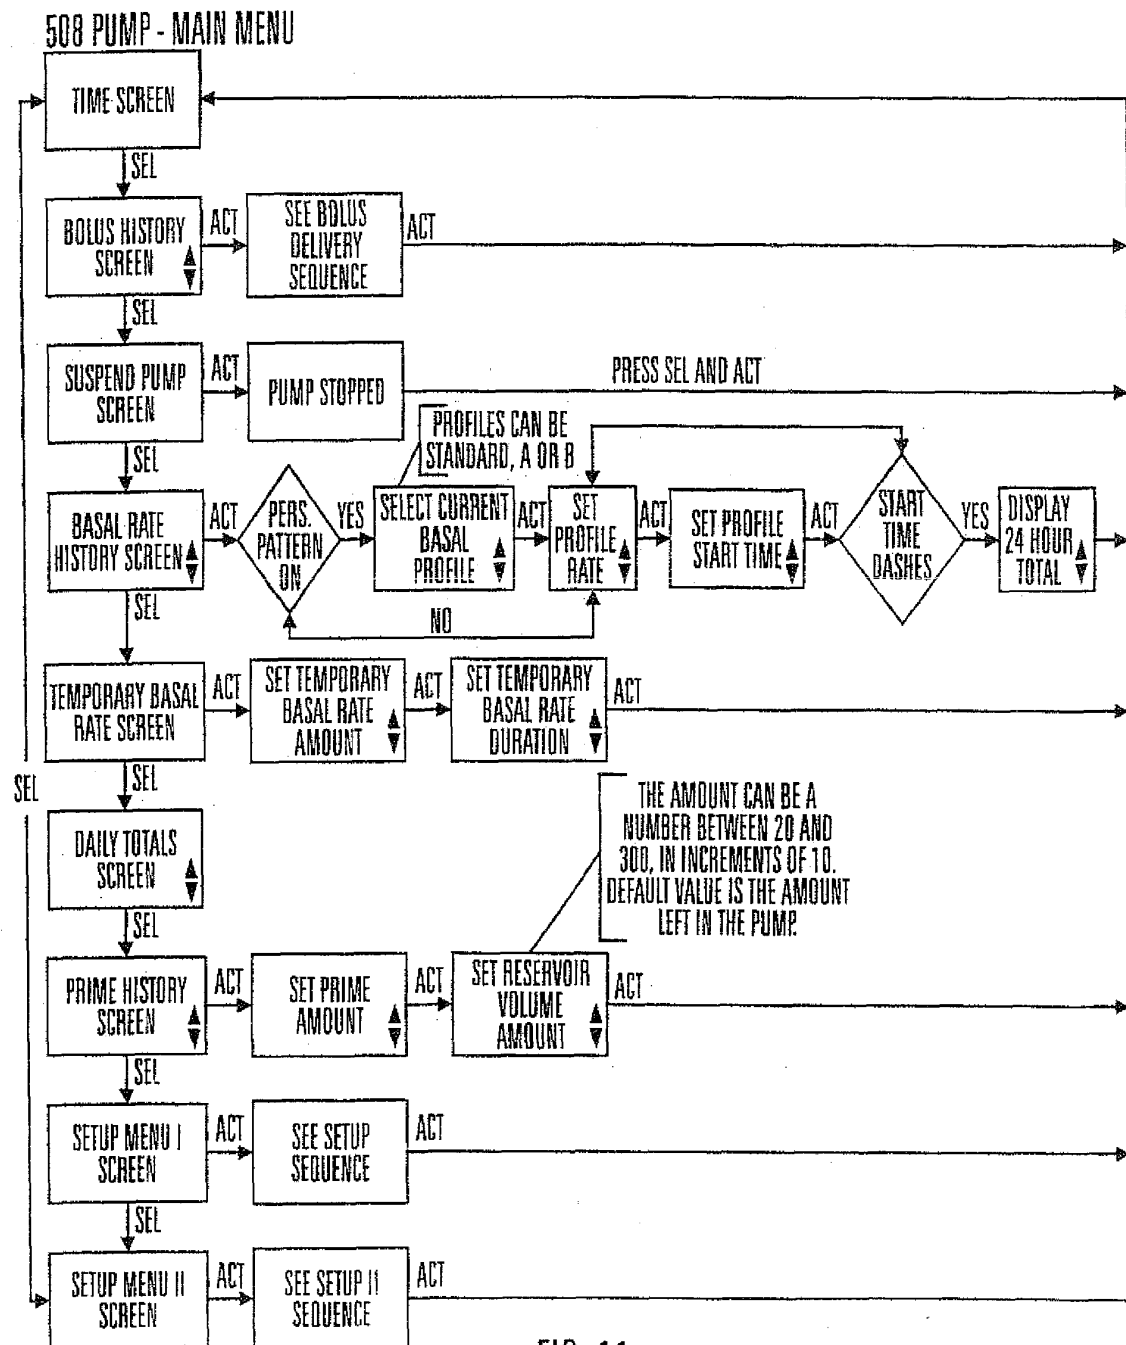 508 PUMP - MAIN MENU
TIME SCREEN
SEL
BOLUS HISTORY
SCREEN
ACT
SEE BOLUS
DELIVERY
SEQUENCE
ACT
SEL
SUSPEND PUMP
SCREEN
ACT
PUMP STOPPED
PRESS SEL AND ACT
SEL
PROFILES CAN BE
STANDARD, A OR B
BASAL RATE
HISTORY SCREEN
ACT
PERS.
PATTERN
ON
YES
SELECT CURRENT
BASAL
PROFILE
ACT
SET
PROFILE
RATE
ACT
SET PROFILE
START TIME
ACT
START
TIME
DASHES
YES
DISPLAY
24 HOUR
TOTAL
NO
SEL
TEMPORARY BASAL
RATE SCREEN
ACT
SET TEMPORARY
BASAL RATE
AMOUNT
ACT
SET TEMPORARY
BASAL RATE
DURATION
ACT
SEL
SEL
DAILY TOTALS
SCREEN
THE AMOUNT CAN BE A
NUMBER BETWEEN 20 AND
300, IN INCREMENTS OF 10.
DEFAULT VALUE IS THE AMOUNT
LEFT IN THE PUMP.
SEL
PRIME HISTORY
SCREEN
ACT
SET PRIME
AMOUNT
ACT
SET RESERVOIR
VOLUME
AMOUNT
ACT
SEL
SETUP MENU I
SCREEN
ACT
SEE SETUP
SEQUENCE
ACT
SEL
SETUP MENU II
SCREEN
ACT
SEE SETUP II
SEQUENCE
ACT